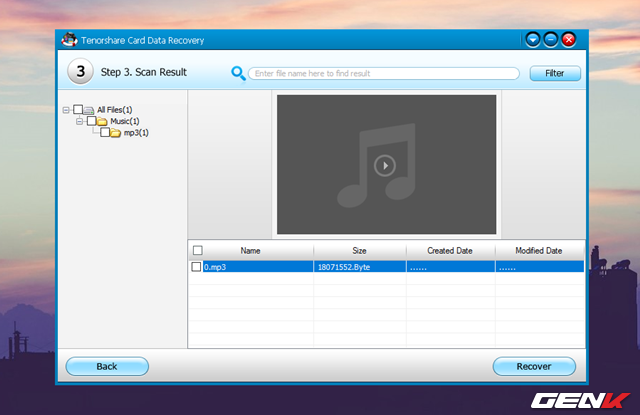 Tenorshare Card Data Recovery
3 Step 3. Scan Result
Enter file name here to find result
Filter
All Files(1)
Music(1)
mp3(1)
Name Size Created Date Modified Date
0.mp3 18071552.Byte ...... ......
Back
Recover
GENK